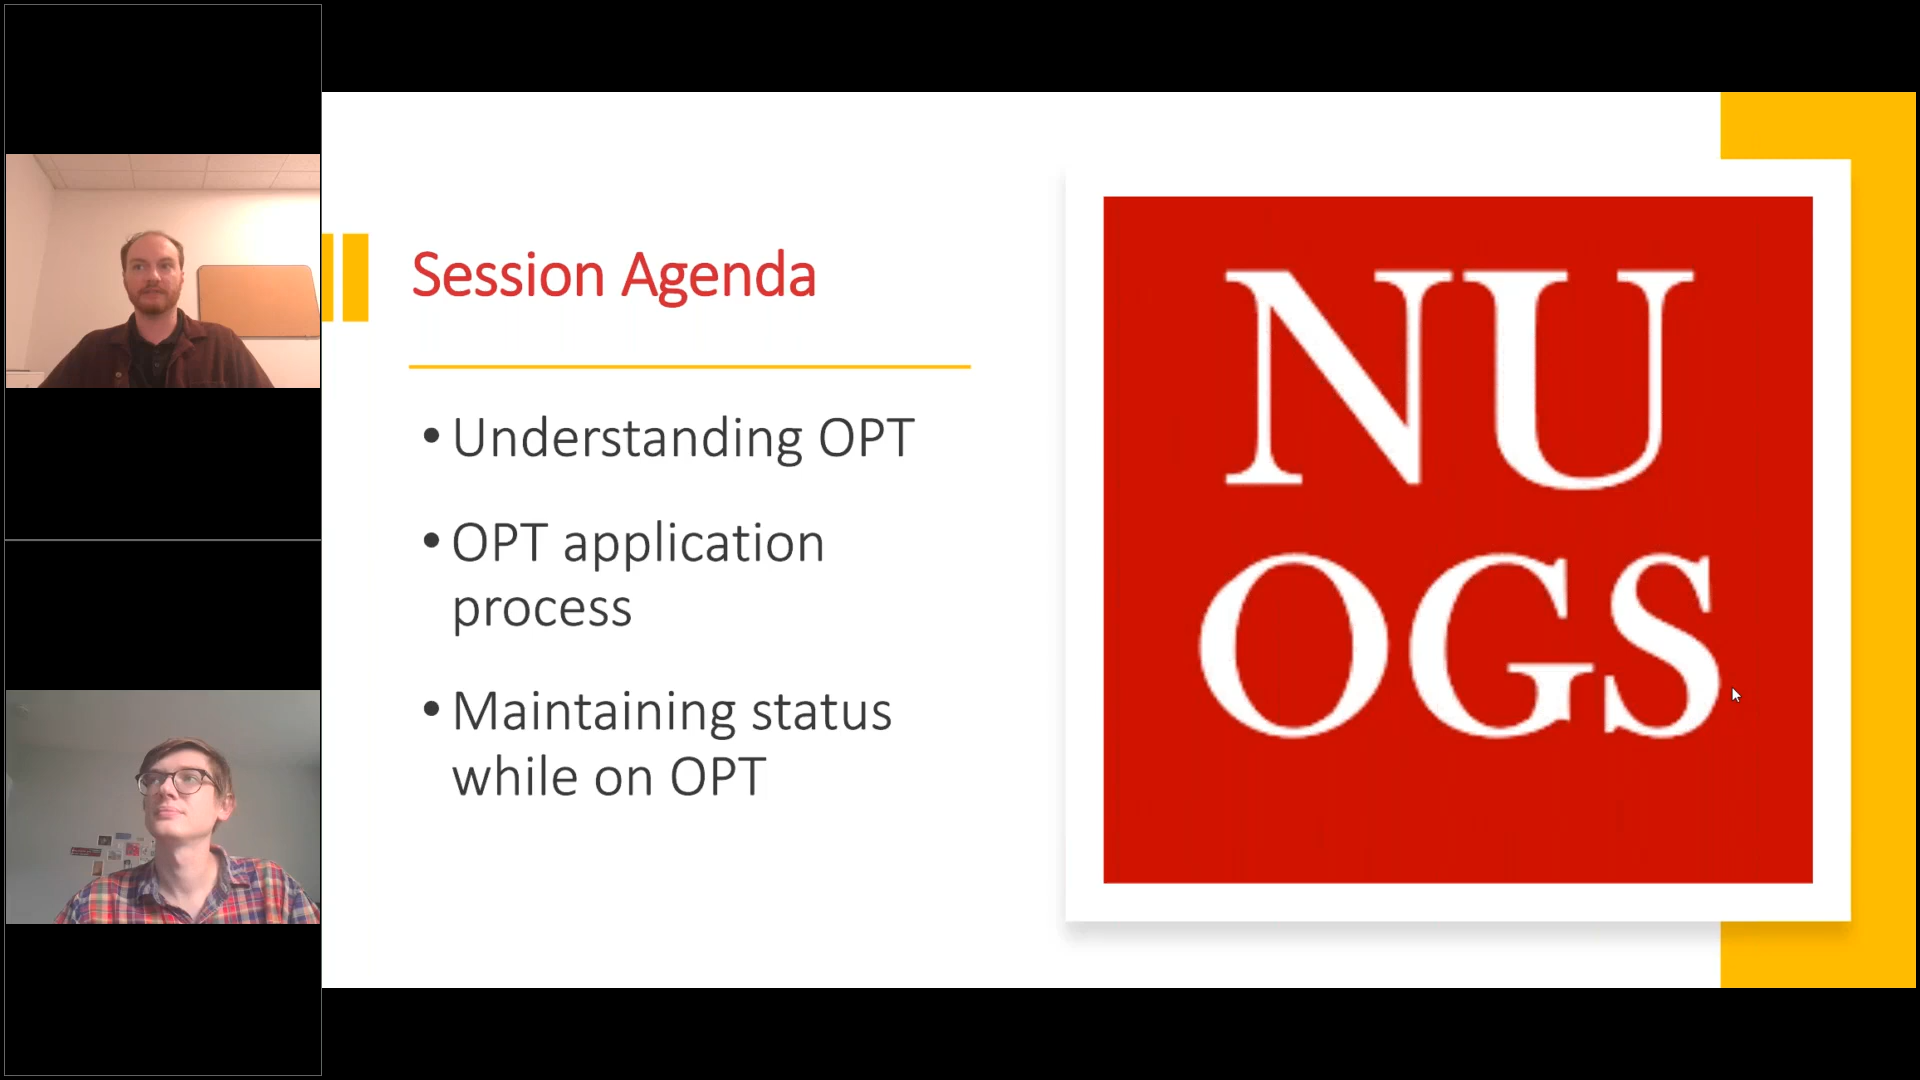 Session Agenda
• Understanding OPT
• OPT application
process
• Maintaining status
while on OPT
NU
OGS